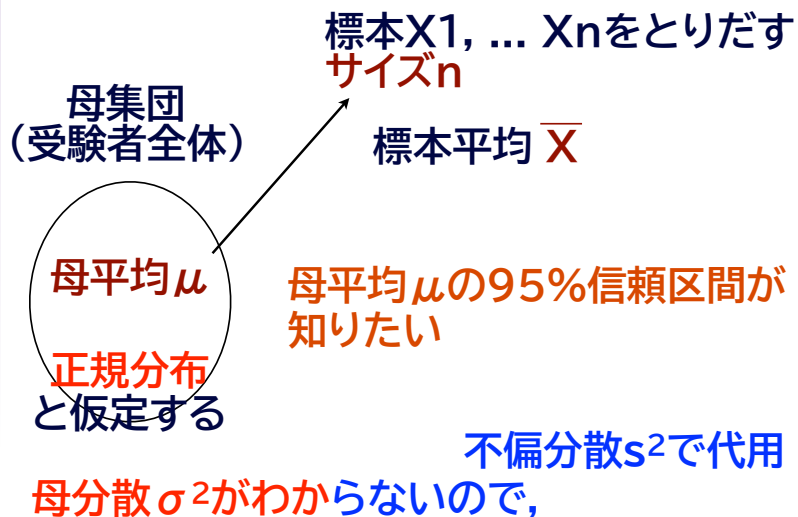 標本X1, ... Xnをとりだす
サイズn
母集団
(受験者全体)
標本平均 X̅
母平均μ
母平均μの95%信頼区間が
知りたい
正規分布
と仮定する
不偏分散s²で代用
母分散σ²がわからないので,